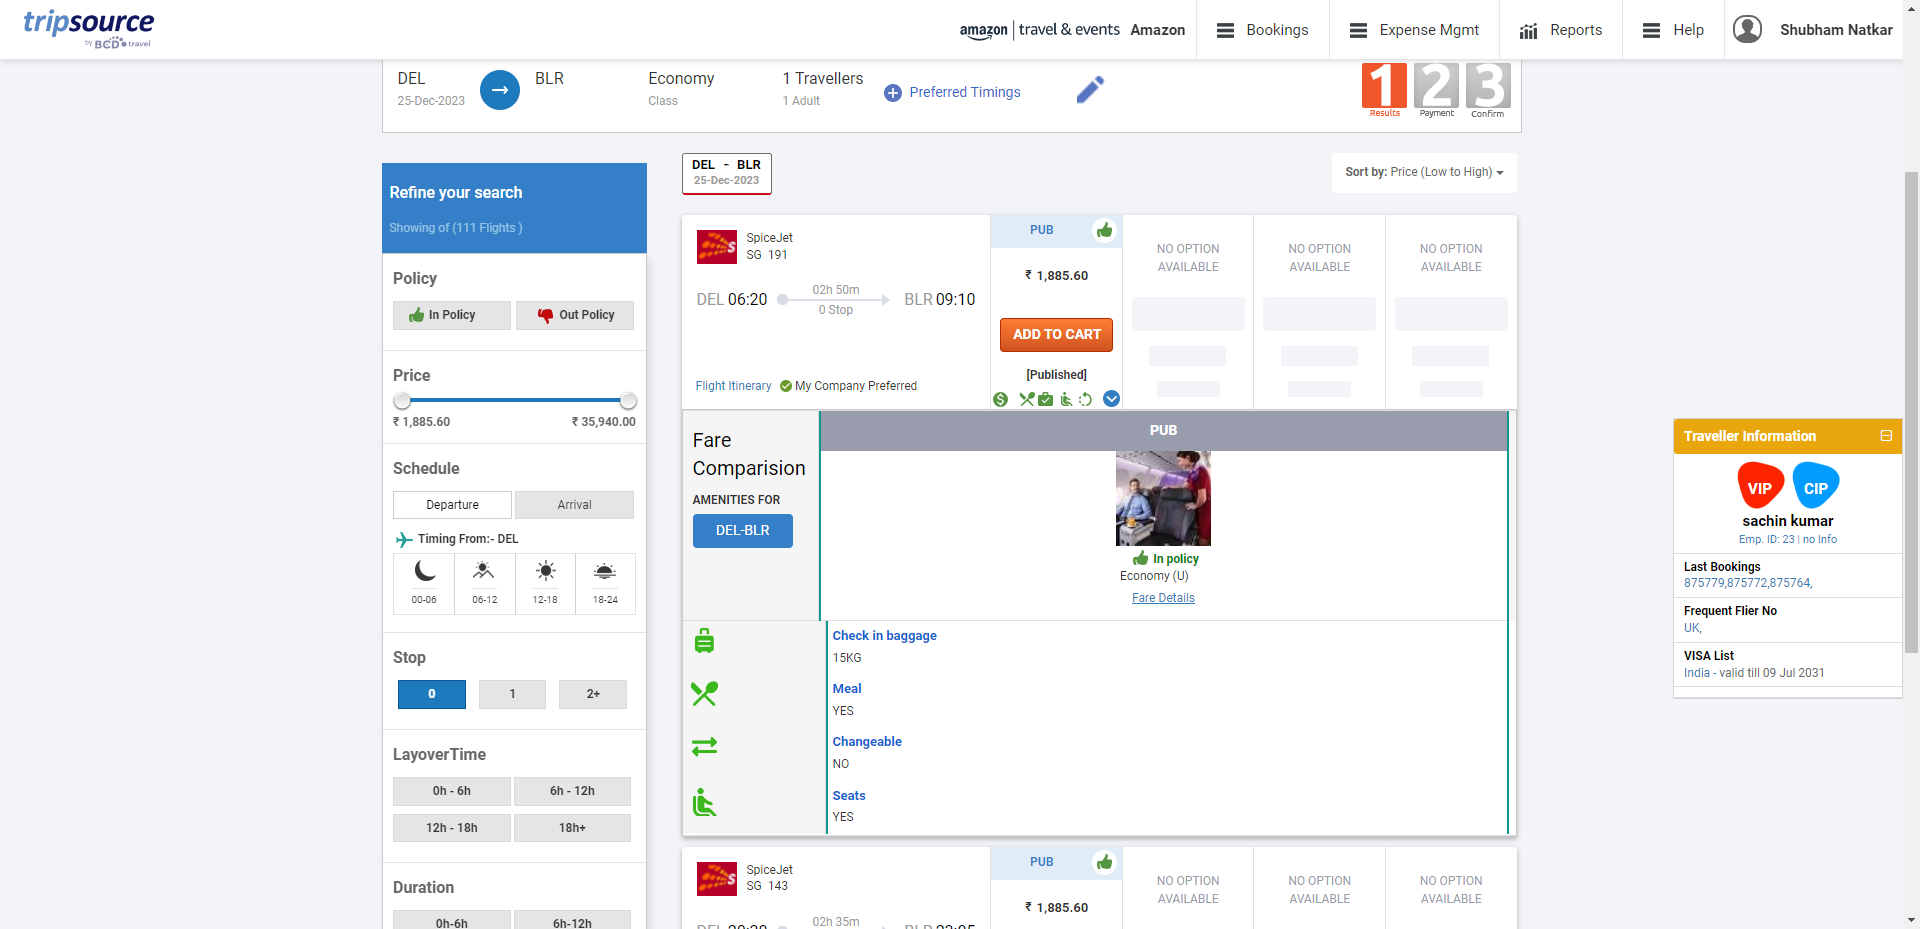 tripsource
by BCD travel
amazon | travel & events Amazon
Bookings
Expense Mgmt
Reports
Help
Shubham Natkar
DEL
25-Dec-2023
BLR
Economy
Class
1 Travellers
1 Adult
Preferred Timings
1
Results
2
Payment
3
Confirm
Refine your search
Showing of (111 Flights )
Policy
In Policy
Out Policy
Price
₹ 1,885.60
₹ 35,940.00
Schedule
Departure
Arrival
Timing From:- DEL
00-06
06-12
12-18
18-24
Stop
0
1
2+
LayoverTime
0h - 6h
6h - 12h
12h - 18h
18h+
Duration
0h-6h
6h-12h
DEL - BLR
25-Dec-2023
Sort by: Price (Low to High)
SpiceJet
SG 191
DEL 06:20
02h 50m
0 Stop
BLR 09:10
Flight Itinerary
My Company Preferred
PUB
₹ 1,885.60
ADD TO CART
[Published]
NO OPTION
AVAILABLE
NO OPTION
AVAILABLE
NO OPTION
AVAILABLE
Fare
Comparision
AMENITIES FOR
DEL-BLR
PUB
In policy
Economy (U)
Fare Details
Check in baggage
15KG
Meal
YES
Changeable
NO
Seats
YES
SpiceJet
SG 143
02h 35m
PUB
₹ 1,885.60
NO OPTION
AVAILABLE
NO OPTION
AVAILABLE
NO OPTION
AVAILABLE
Traveller Information
VIP
CIP
sachin kumar
Emp. ID: 23 | no Info
Last Bookings
875779,875772,875764,
Frequent Flier No
UK,
VISA List
India - valid till 09 Jul 2031